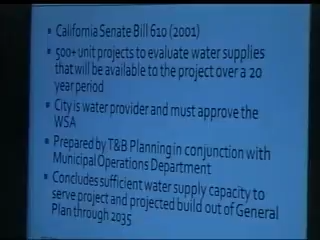 • California Senate Bill 610 (2001)
• 500+ unit projects to evaluate water supplies
that will be available to the project over a 20
year period
• City is water provider and must approve the
WSA
• Prepared by T&B Planning in conjunction with
Municipal Operations Department
• Concludes sufficient water supply capacity to
serve project and projected build out of General
Plan through 2035